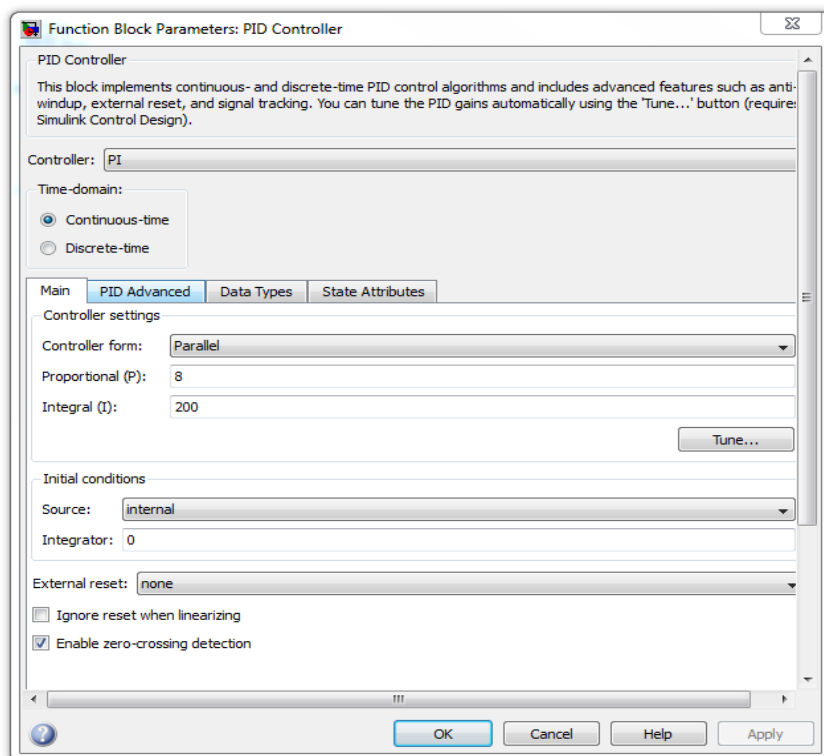 Function Block Parameters: PID Controller
PID Controller
This block implements continuous- and discrete-time PID control algorithms and includes advanced features such as anti-
windup, external reset, and signal tracking. You can tune the PID gains automatically using the 'Tune...' button (requires
Simulink Control Design).
Controller: PI
Time-domain:
Continuous-time
Discrete-time
Main PID Advanced Data Types State Attributes
Controller settings
Controller form: Parallel
Proportional (P): 8
Integral (I): 200
Tune...
Initial conditions
Source: internal
Integrator: 0
External reset: none
Ignore reset when linearizing
Enable zero-crossing detection
OK Cancel Help Apply